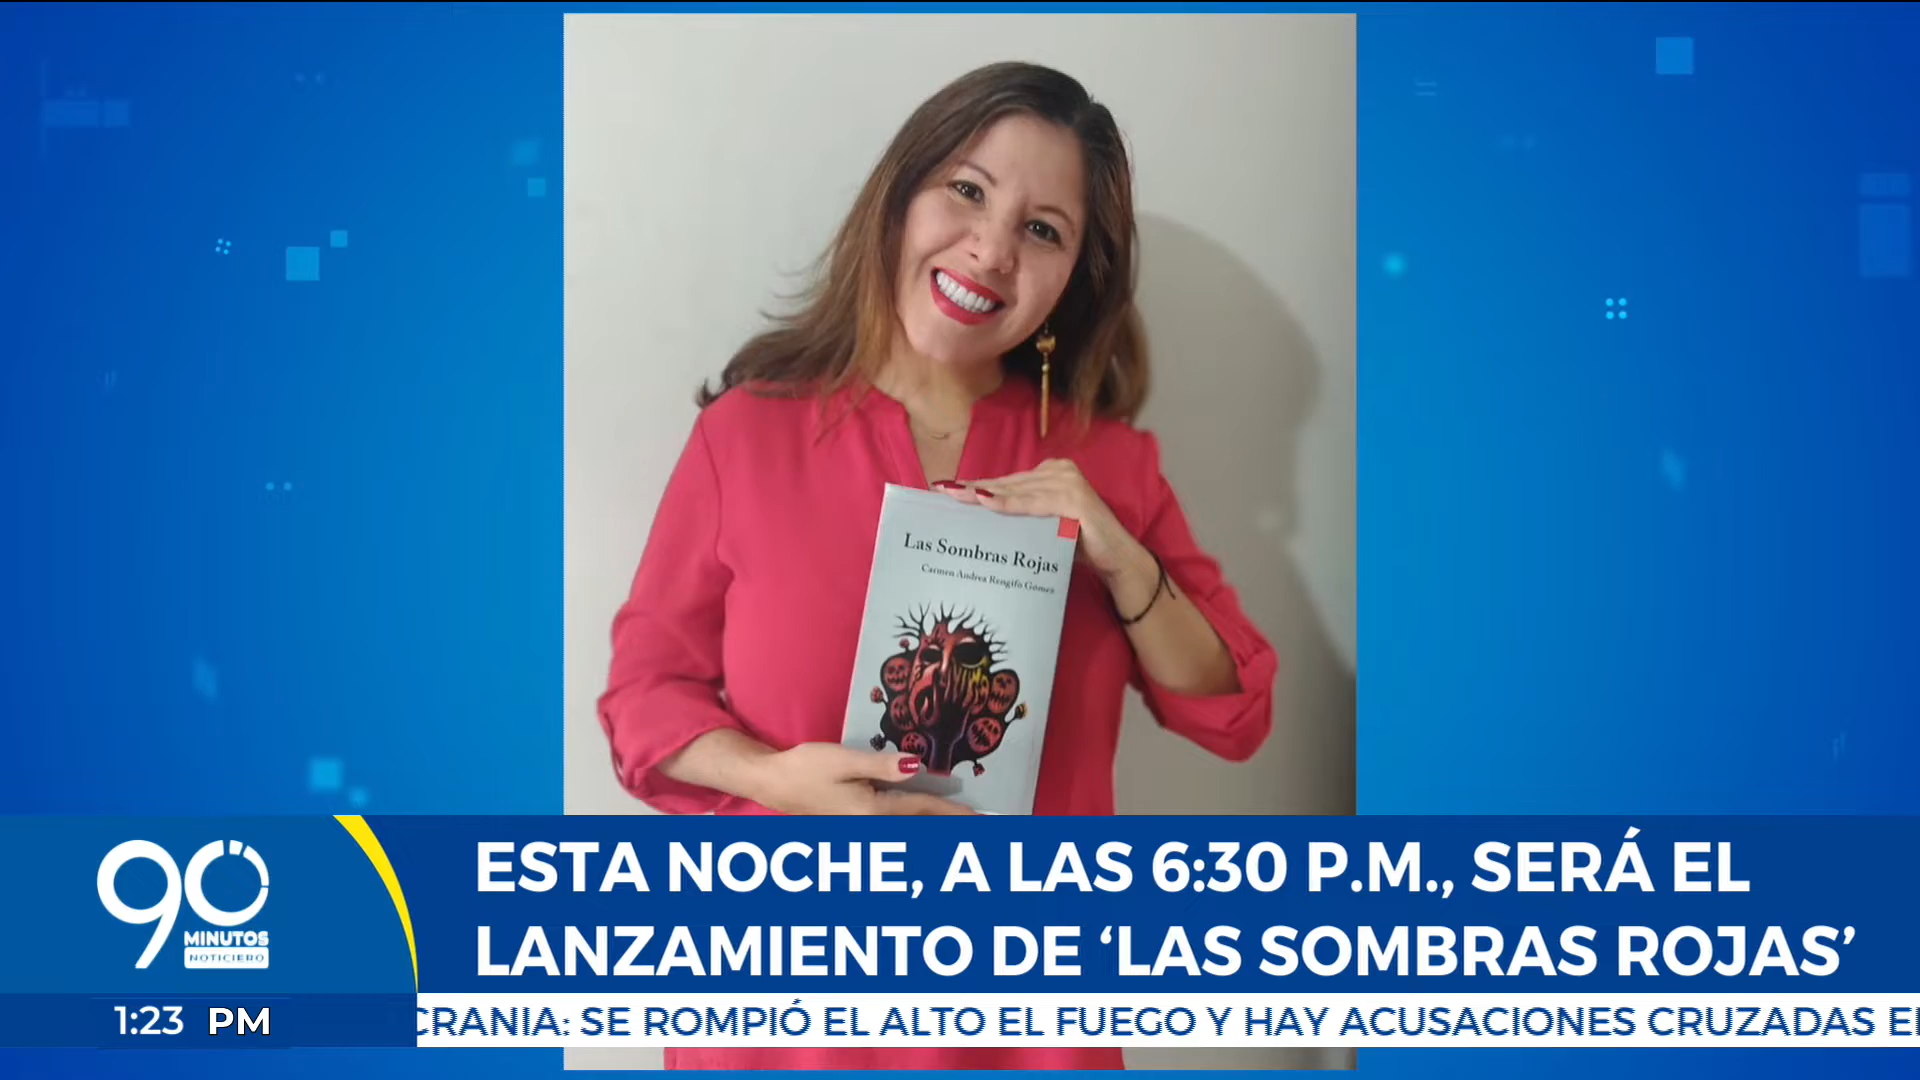 Las Sombras Rojas
Carmen Andrea Rengifo Gómez
90
MINUTOS
NOTICIERO
ESTA NOCHE, A LAS 6:30 P.M., SERÁ EL
LANZAMIENTO DE ‘LAS SOMBRAS ROJAS’
1:23 PM
CRANIA: SE ROMPIÓ EL ALTO EL FUEGO Y HAY ACUSACIONES CRUZADAS E